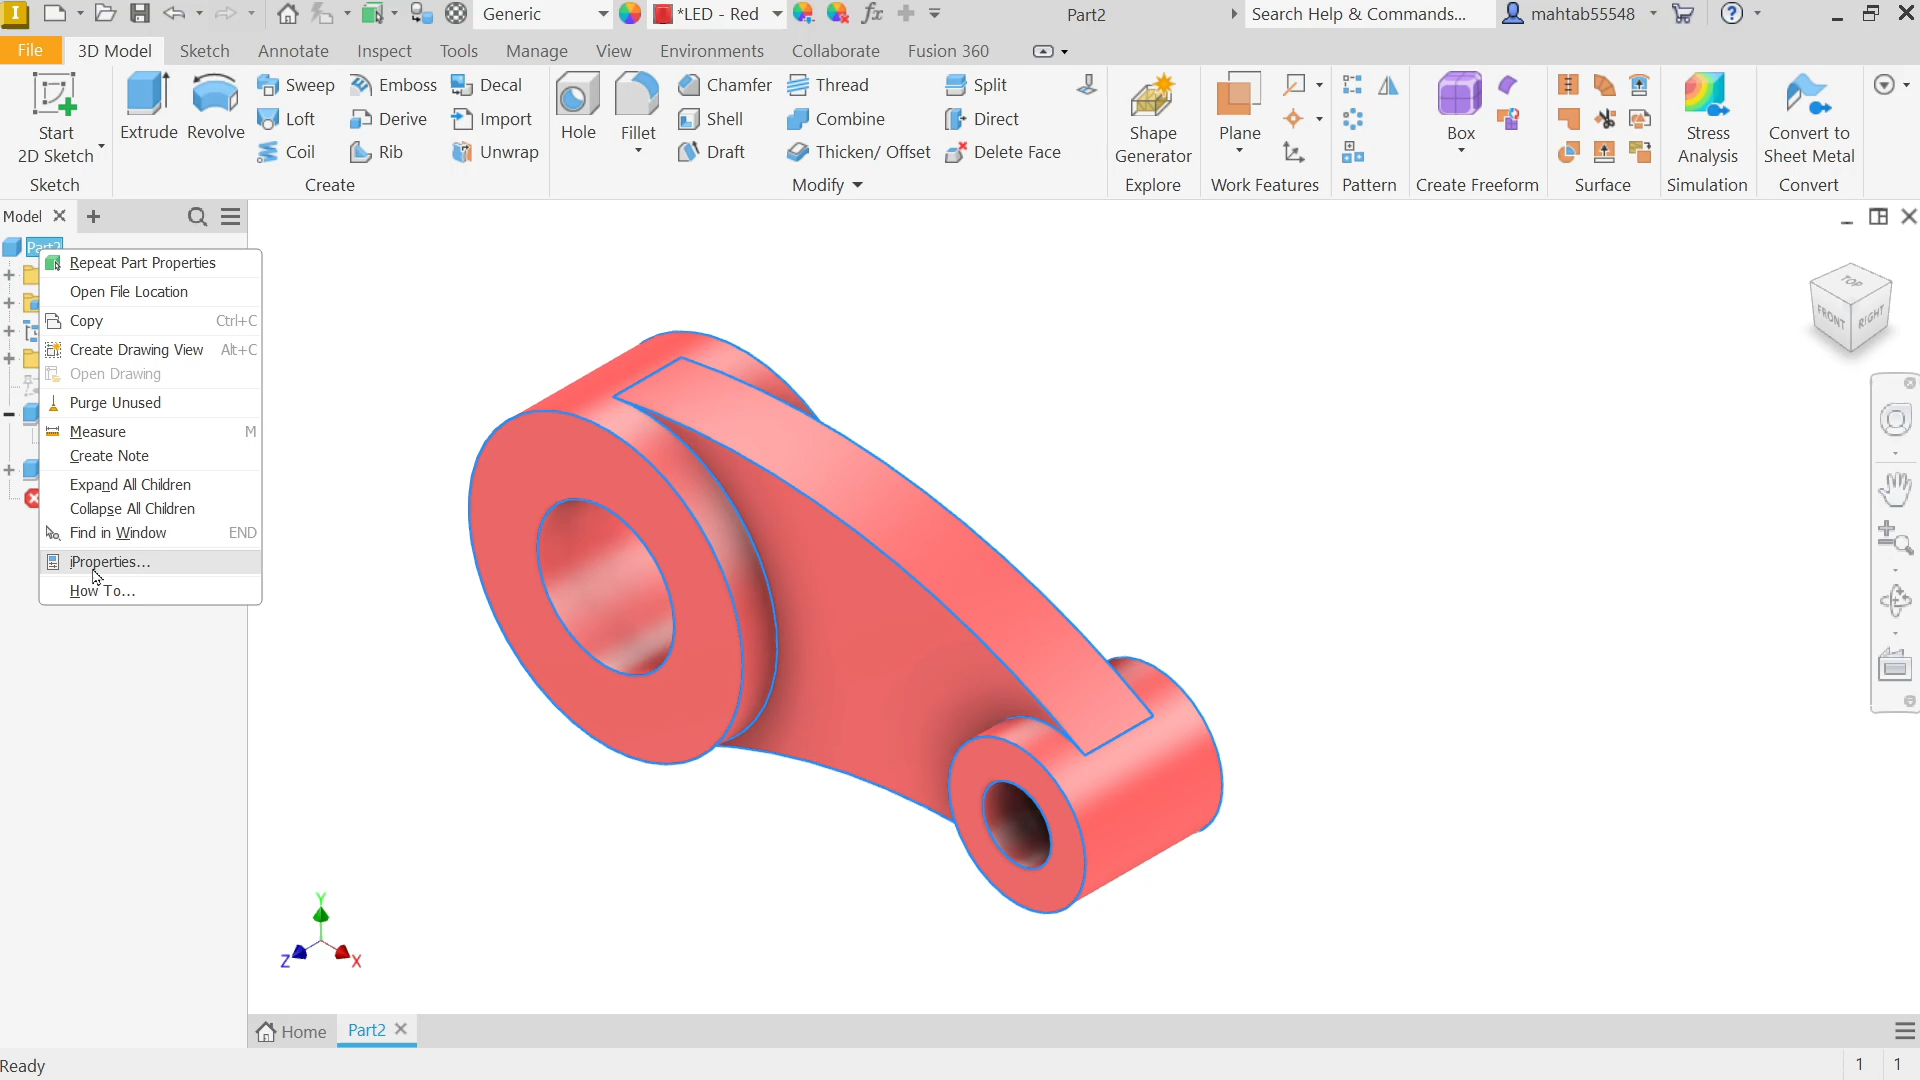 I Generic *LED - Red fx Part2 Search Help & Commands... mahtab55548
File 3D Model Sketch Annotate Inspect Tools Manage View Environments Collaborate Fusion 360
Start
2D Sketch
Sketch
Extrude Revolve
Sweep Emboss Decal
Loft Derive Import
Coil Rib Unwrap
Create
Hole Fillet
Chamfer Thread Split
Shell Combine Direct
Draft Thicken/ Offset Delete Face
Modify
Shape
Generator
Explore
Plane
Work Features
Pattern
Box
Create Freeform
Surface
Stress
Analysis
Simulation
Convert to
Sheet Metal
Convert
Model
Part2
Repeat Part Properties
Open File Location
Copy Ctrl+C
Create Drawing View Alt+C
Open Drawing
Purge Unused
Measure M
Create Note
Expand All Children
Collapse All Children
Find in Window END
iProperties...
How To...
TOP
FRONT RIGHT
Y
Z X
Home Part2
Ready 1 1